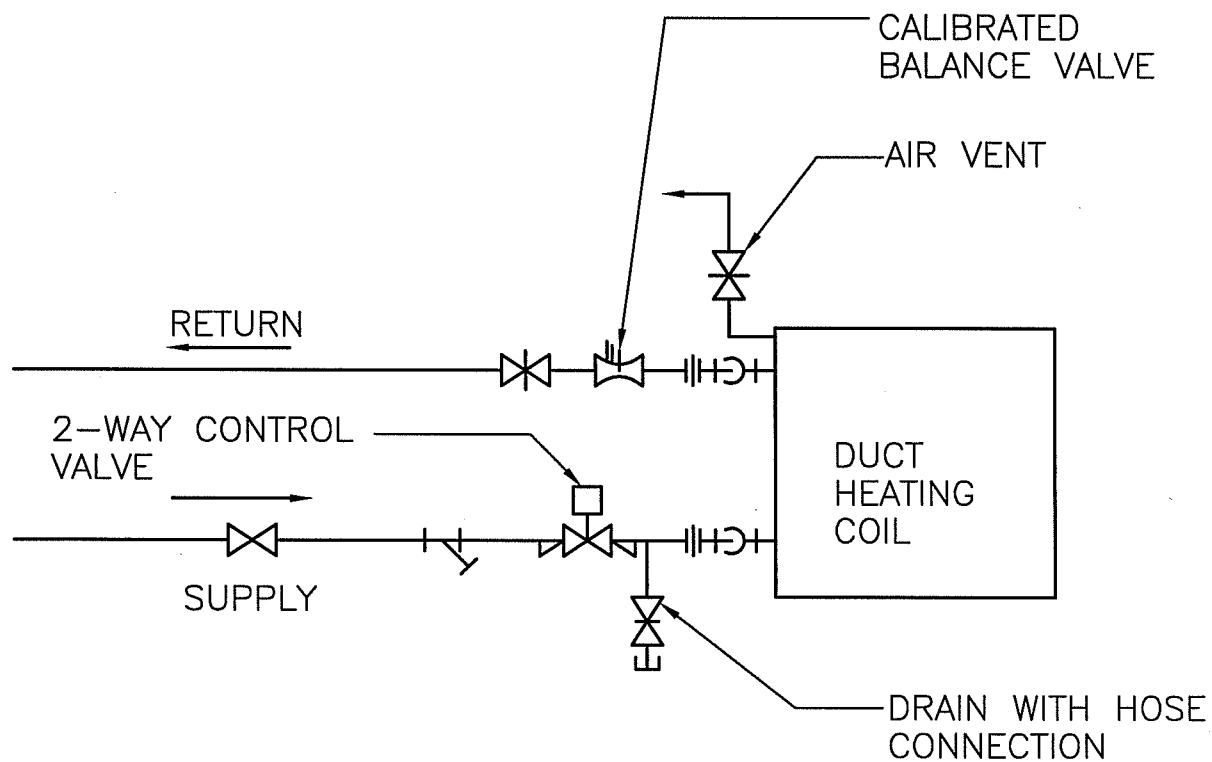 CALIBRATED
BALANCE VALVE
AIR VENT
RETURN
2-WAY CONTROL
VALVE
DUCT
HEATING
COIL
SUPPLY
DRAIN WITH HOSE
CONNECTION